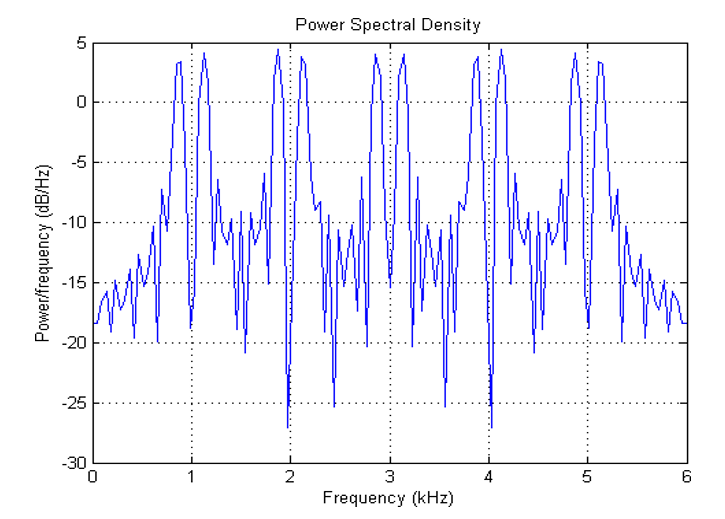 Power Spectral Density
Power/frequency (dB/Hz)
5
0
-5
-10
-15
-20
-25
-30
0 1 2 3 4 5 6
Frequency (kHz)